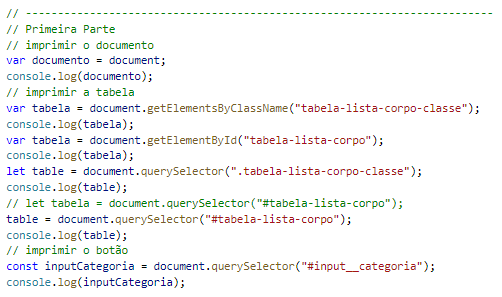 // -----------------------------------------------------------------
// Primeira Parte
// imprimir o documento
var documento = document;
console.log(documento);
// imprimir a tabela
var tabela = document.getElementsByClassName("tabela-lista-corpo-classe");
console.log(tabela);
var tabela = document.getElementById("tabela-lista-corpo");
console.log(tabela);
let table = document.querySelector(".tabela-lista-corpo-classe");
console.log(table);
// let tabela = document.querySelector("#tabela-lista-corpo");
table = document.querySelector("#tabela-lista-corpo");
console.log(table);
// imprimir o botão
const inputCategoria = document.querySelector("#input__categoria");
console.log(inputCategoria);